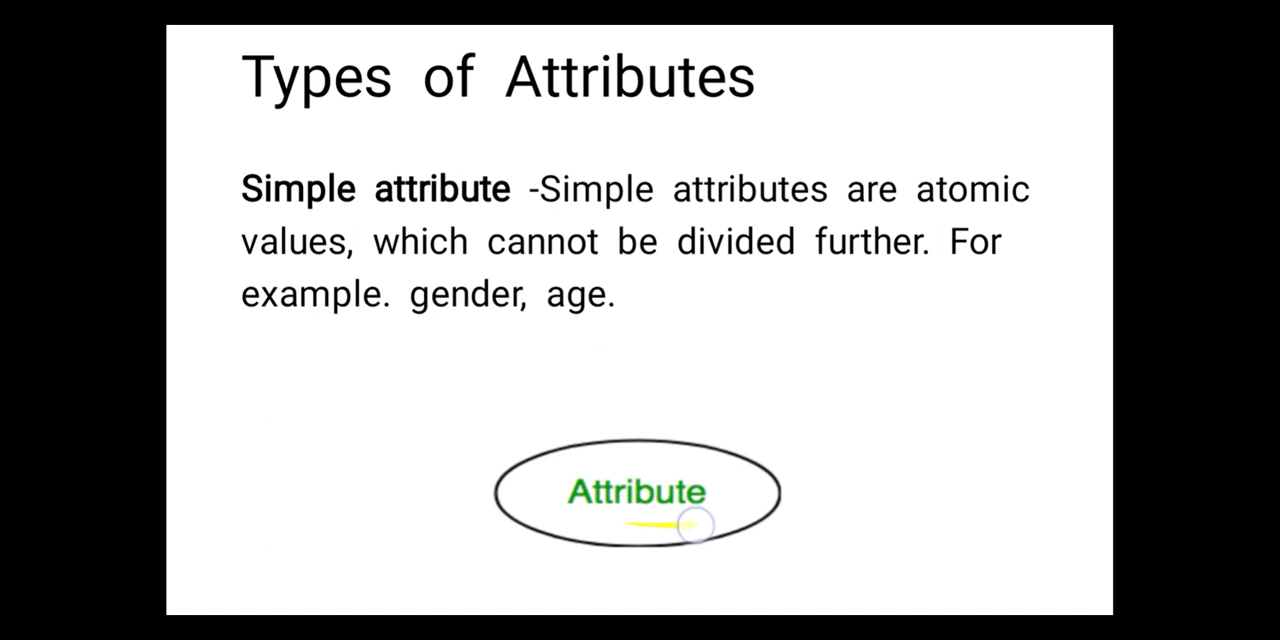 Types of Attributes
Simple attribute -Simple attributes are atomic
values, which cannot be divided further. For
example. gender, age.
Attribute